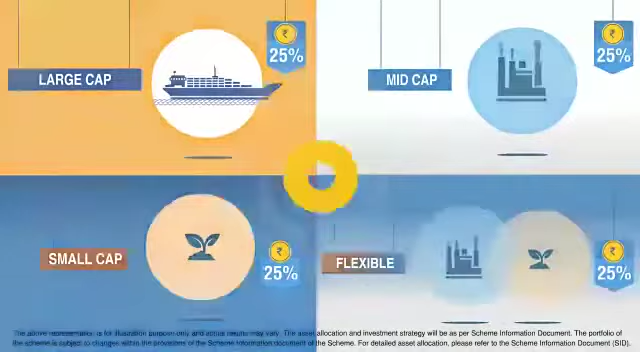 LARGE CAP
₹
25%
MID CAP
₹
25%
SMALL CAP
₹
25%
FLEXIBLE
₹
25%
The above representation is for illustration purpose only and actual results may vary. The asset allocation and investment strategy will be as per Scheme Information Document. The portfolio of
the scheme is subject to changes within the provisions of the Scheme Information document of the Scheme. For detailed asset allocation, please refer to the Scheme Information Document (SID).